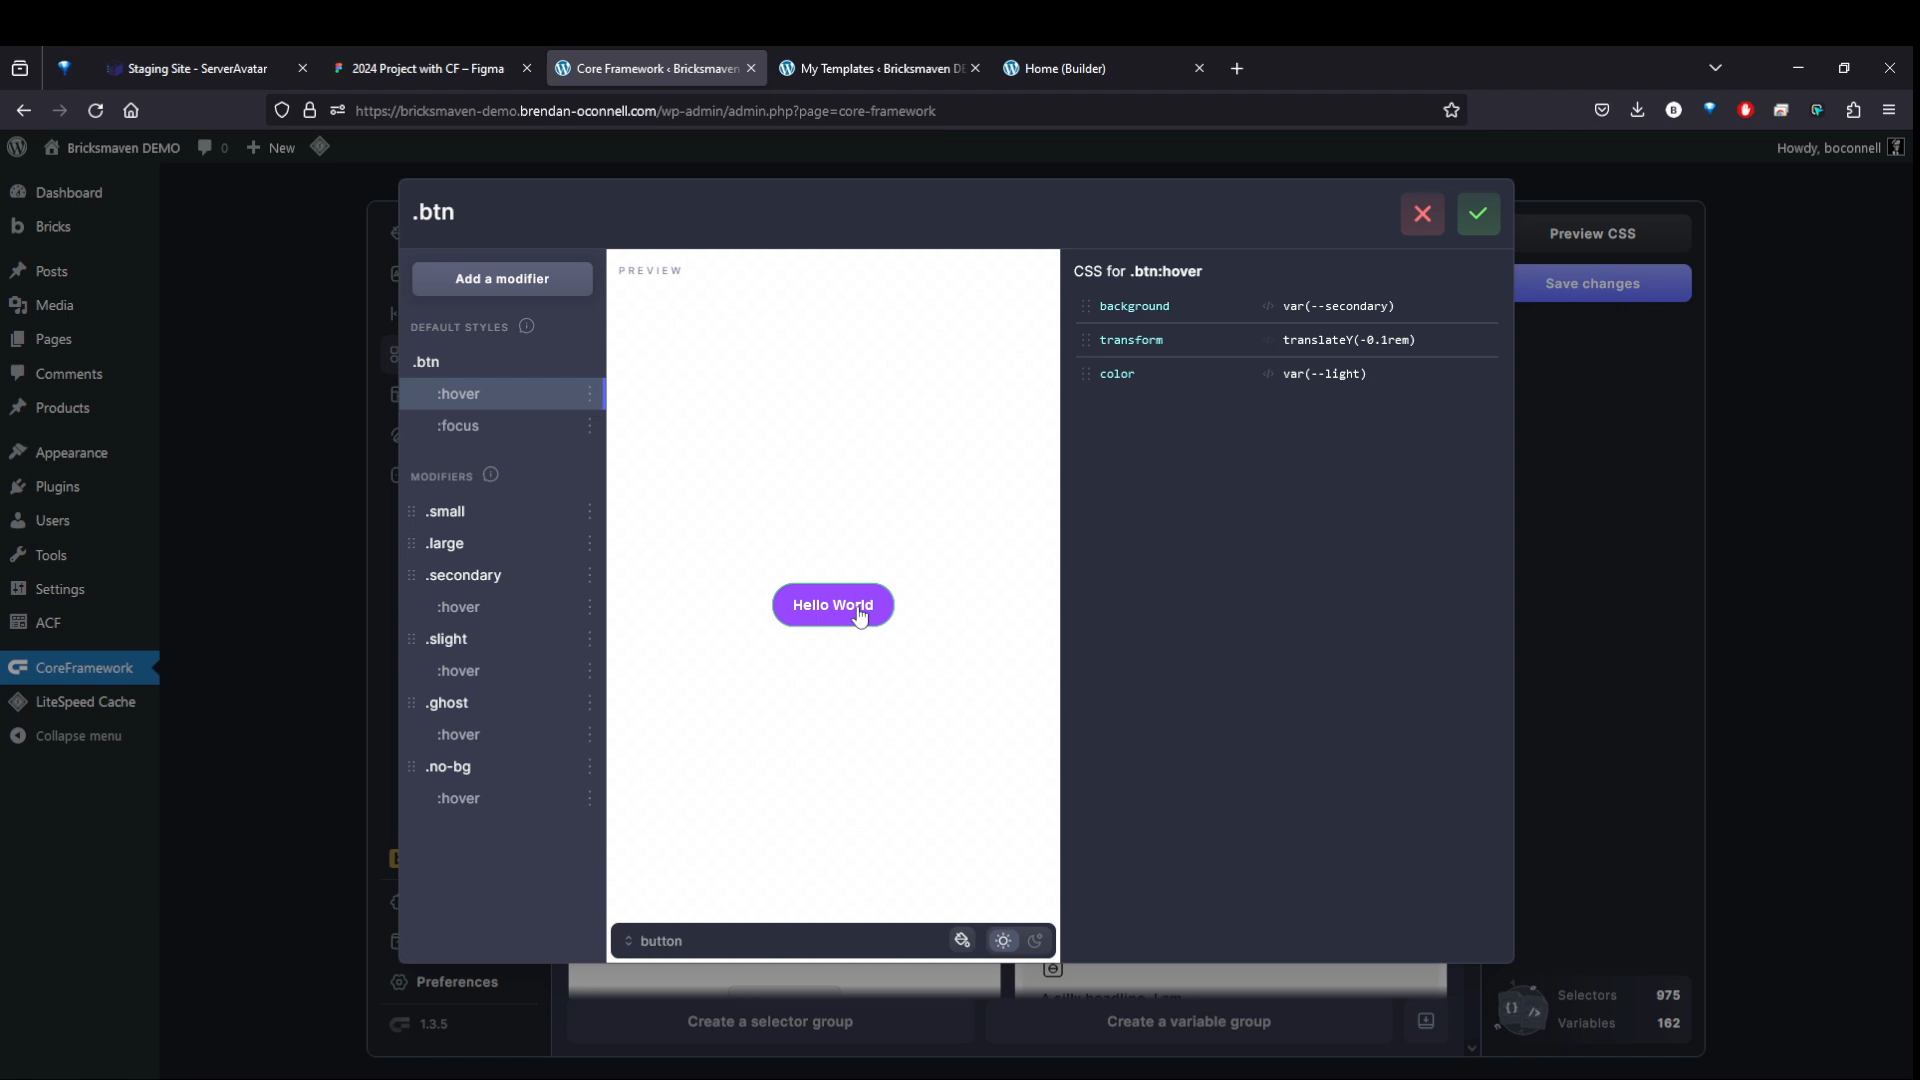 Staging Site - ServerAvatar
2024 Project with CF – Figma
Core Framework ‹ Bricksmaven
My Templates ‹ Bricksmaven DE
Home (Builder)
https://bricksmaven-demo.brendan-oconnell.com/wp-admin/admin.php?page=core-framework
Bricksmaven DEMO
0
New
Howdy, boconnell
Dashboard
Bricks
Posts
Media
Pages
Comments
Products
Appearance
Plugins
Users
Tools
Settings
ACF
CoreFramework
LiteSpeed Cache
Collapse menu
.btn
Add a modifier
DEFAULT STYLES
.btn
:hover
:focus
MODIFIERS
.small
.large
.secondary
:hover
.slight
:hover
.ghost
:hover
.no-bg
:hover
PREVIEW
Hello World
button
CSS for .btn:hover
background </> var(--secondary)
transform translateY(-0.1rem)
color </> var(--light)
Preview CSS
Save changes
Preferences
1.3.5
Create a selector group
Create a variable group
Selectors 975
Variables 162